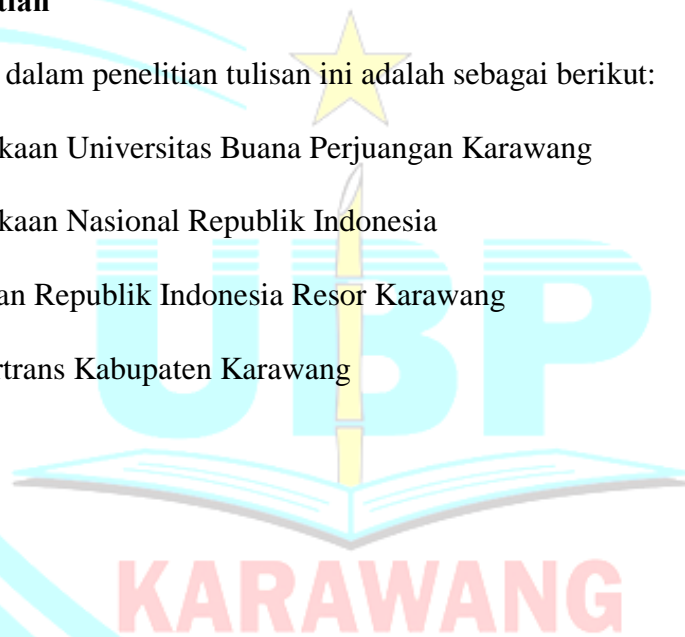 dalam penelitian tulisan ini adalah sebagai berikut:
kaan Universitas Buana Perjuangan Karawang
kaan Nasional Republik Indonesia
an Republik Indonesia Resor Karawang
rtrans Kabupaten Karawang
UBP
KARAWANG